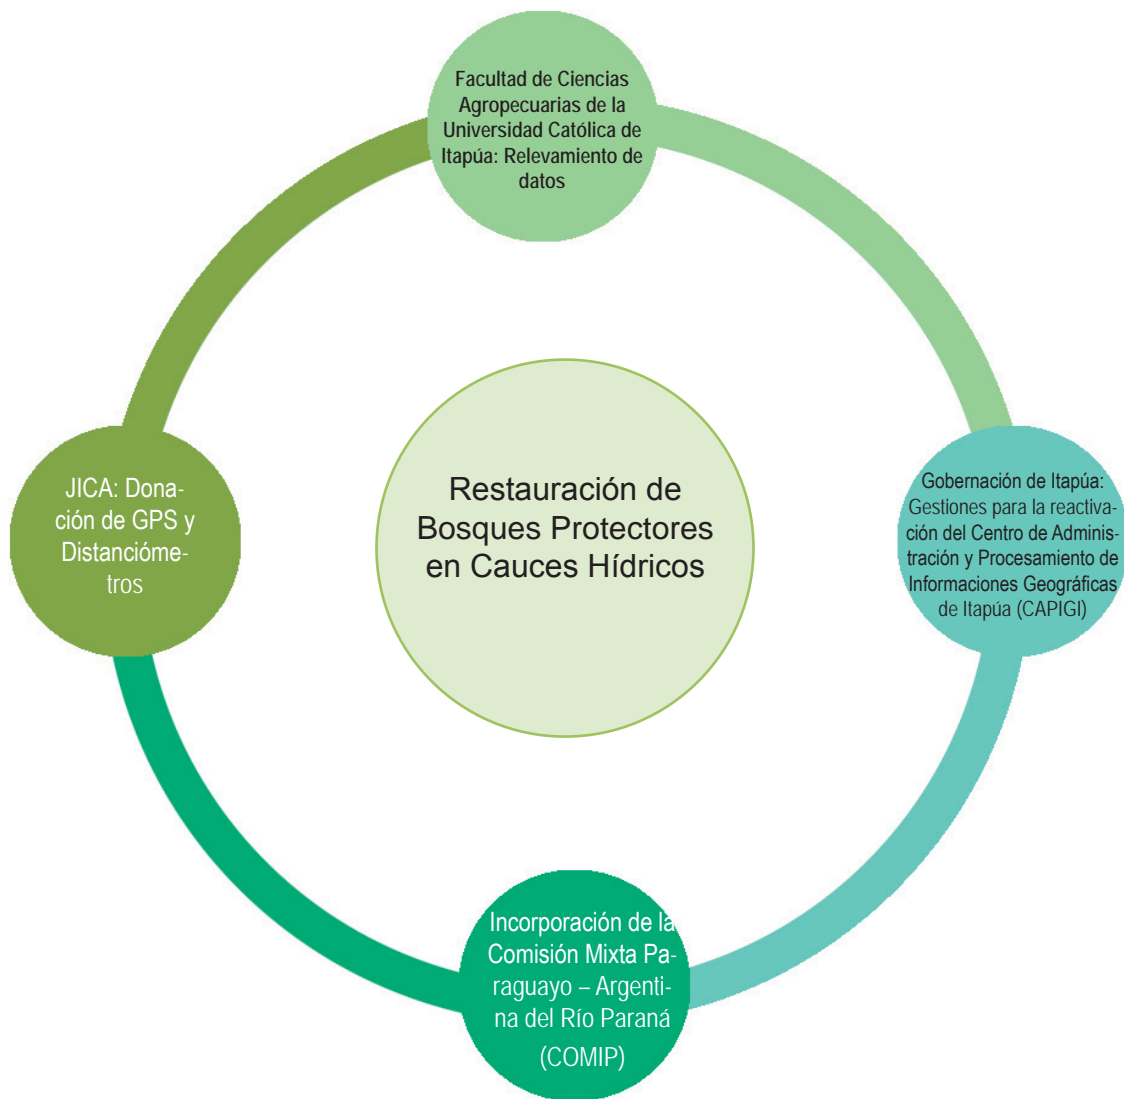 Facultad de Ciencias
Agropecuarias de la
Universidad Católica de
Itapúa: Relevamiento de
datos
JICA: Dona-
ción de GPS y
Distancióme-
tros
Restauración de
Bosques Protectores
en Cauces Hídricos
Gobernación de Itapúa:
Gestiones para la reactiva-
ción del Centro de Adminis-
tración y Procesamiento de
Informaciones Geográficas
de Itapúa (CAPIGI)
Incorporación de la
Comisión Mixta Pa-
raguayo – Argenti-
na del Río Paraná
(COMIP)